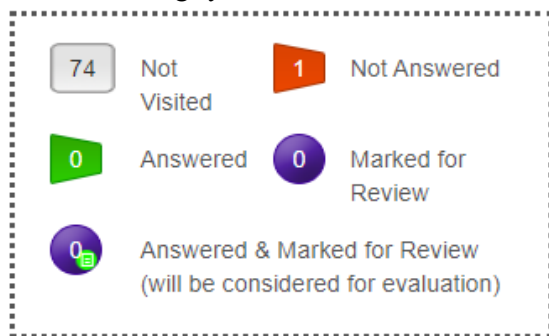 74 Not Visited
1 Not Answered
0 Answered
0 Marked for Review
0 Answered & Marked for Review
(will be considered for evaluation)